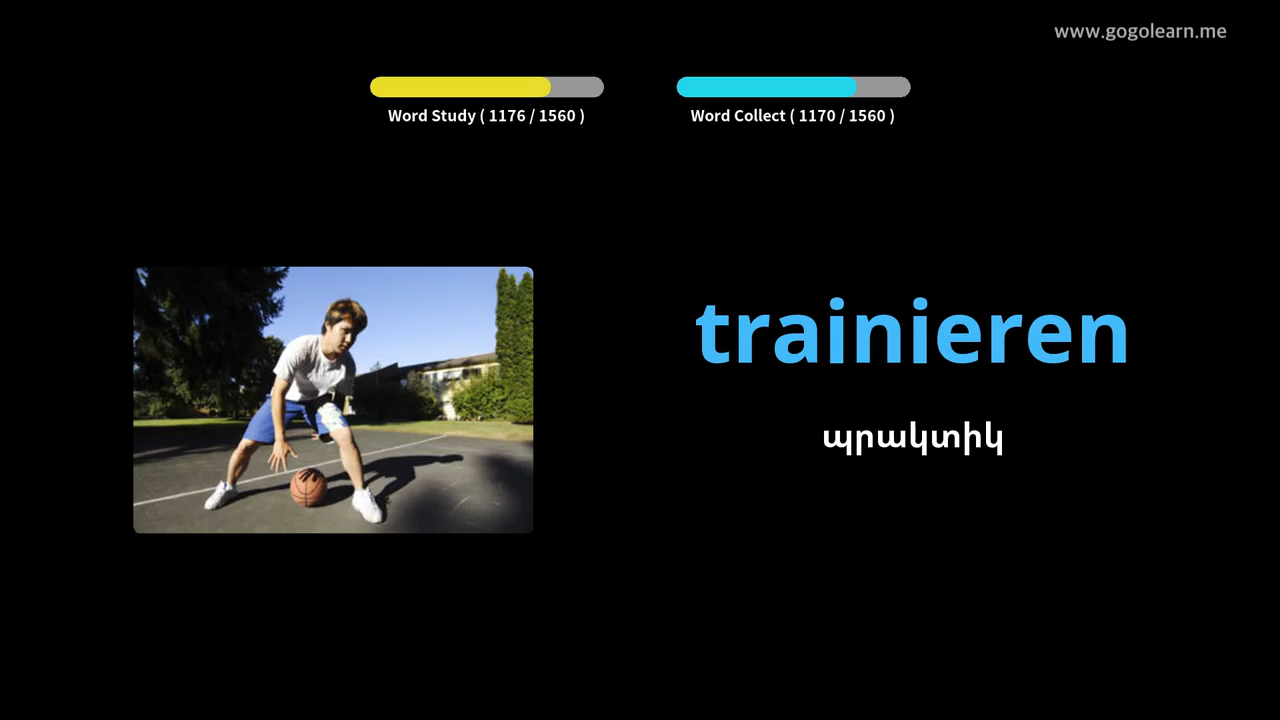 www.gogolearn.me
Word Study ( 1176 / 1560 )
Word Collect ( 1170 / 1560 )
trainieren
պրակտիկ